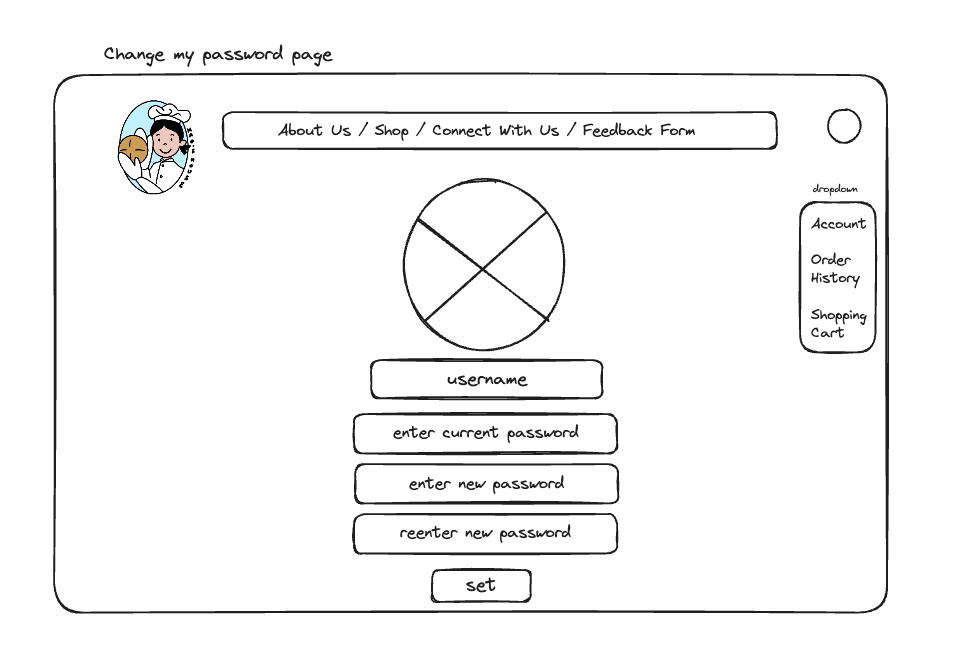 Change my password page
About Us / Shop / Connect With Us / Feedback Form
dropdown
Account
Order
History
Shopping
Cart
username
enter current password
enter new password
reenter new password
set